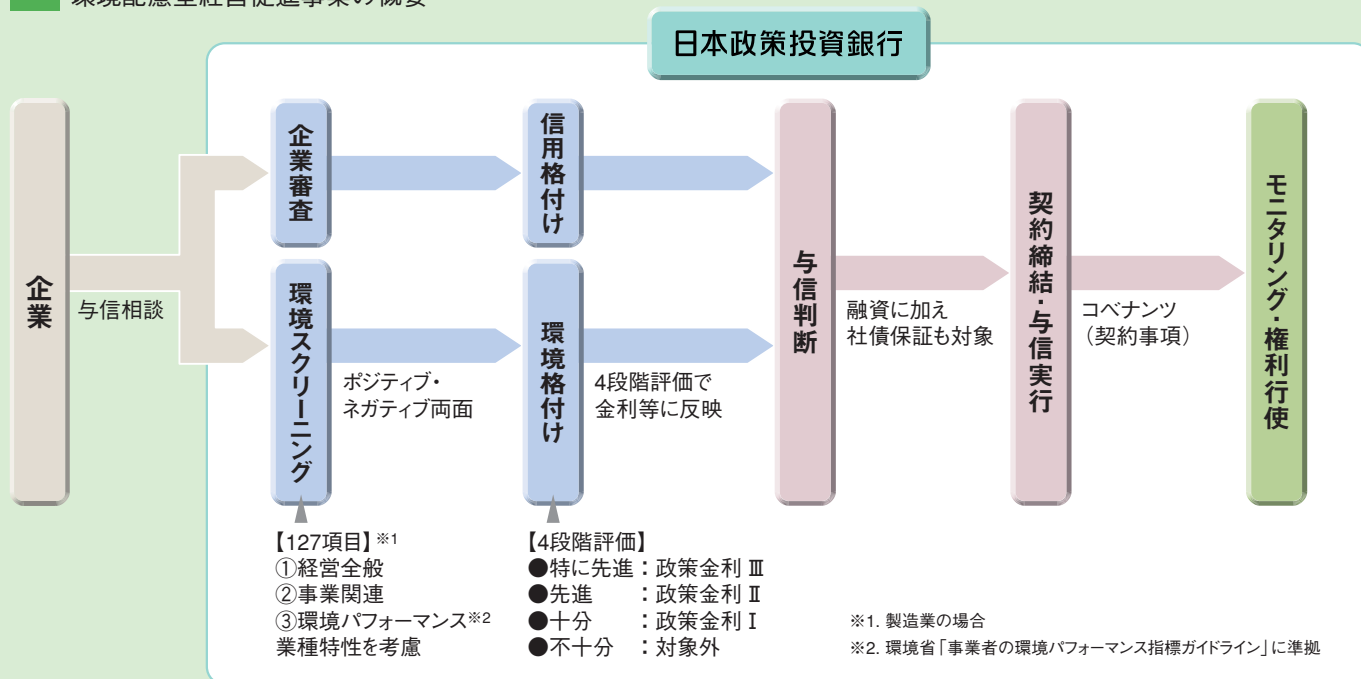 環境配慮型経営促進事業の概要
日本政策投資銀行
企業
与信相談
企業審査
信用格付け
環境スクリーニング
ポジティブ・
ネガティブ両面
環境格付け
4段階評価で
金利等に反映
与信判断
融資に加え
社債保証も対象
契約締結・与信実行
コベナンツ
（契約事項）
モニタリング・権利行使
【127項目】※1
①経営全般
②事業関連
③環境パフォーマンス※2
業種特性を考慮
【4段階評価】
●特に先進：政策金利 Ⅲ
●先進　　：政策金利 Ⅱ
●十分　　：政策金利 Ⅰ
●不十分　：対象外
※1. 製造業の場合
※2. 環境省「事業者の環境パフォーマンス指標ガイドライン」に準拠